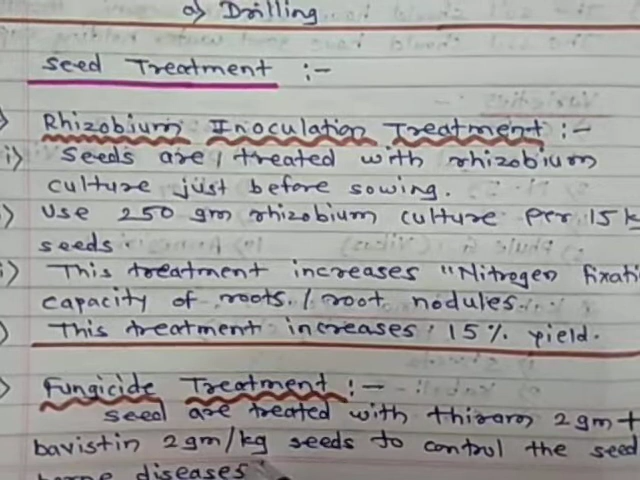 a) Drilling
Seed Treatment :-
Rhizobium Inoculation Treatment :-
i) Seeds are treated with rhizobium
culture just before sowing.
i) Use 250 gm rhizobium culture per 15 k
seeds
i) This treatment increases "Nitrogen fixati
capacity of roots / root nodules.
) This treatment increases 15% yield.
) Fungicide Treatment :-
seed are treated with thiram 2gm +
bavistin 2gm/kg seeds to control the seed
borne diseases